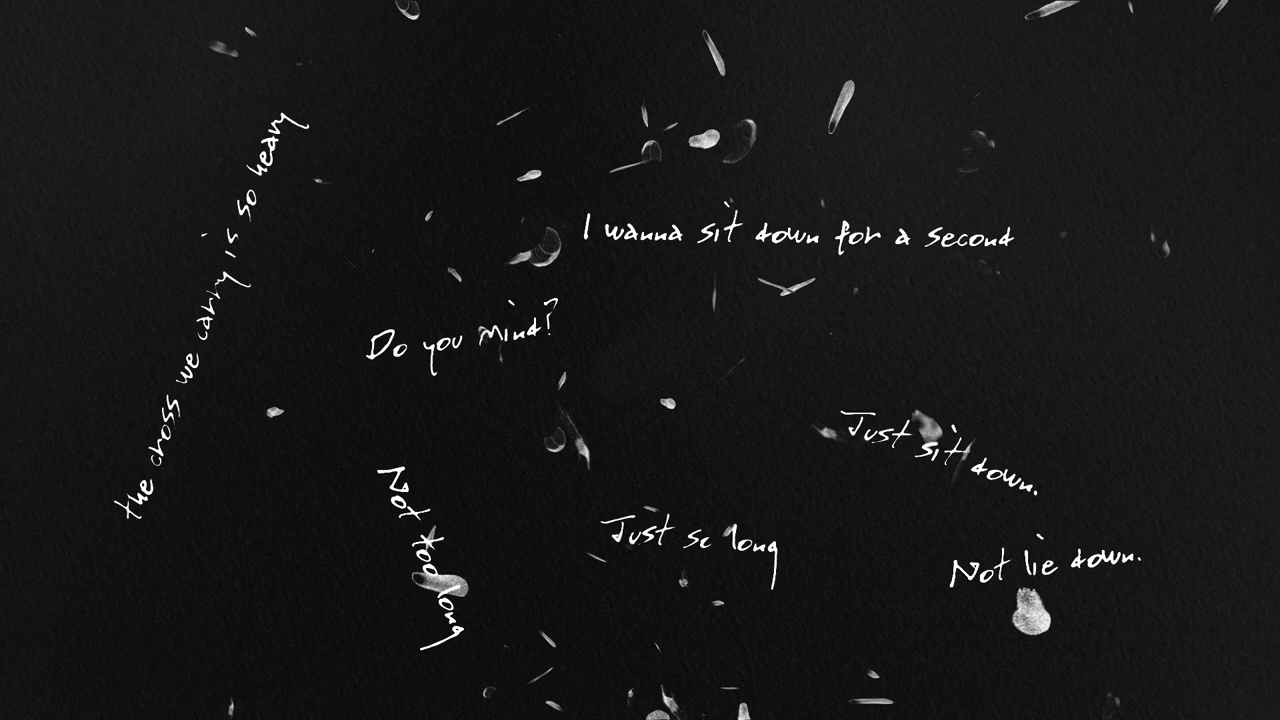 the cross we carry is so heavy
I wanna sit down for a second
Do you mind?
Just sit down.
Not too long
Just so long
Not lie down.